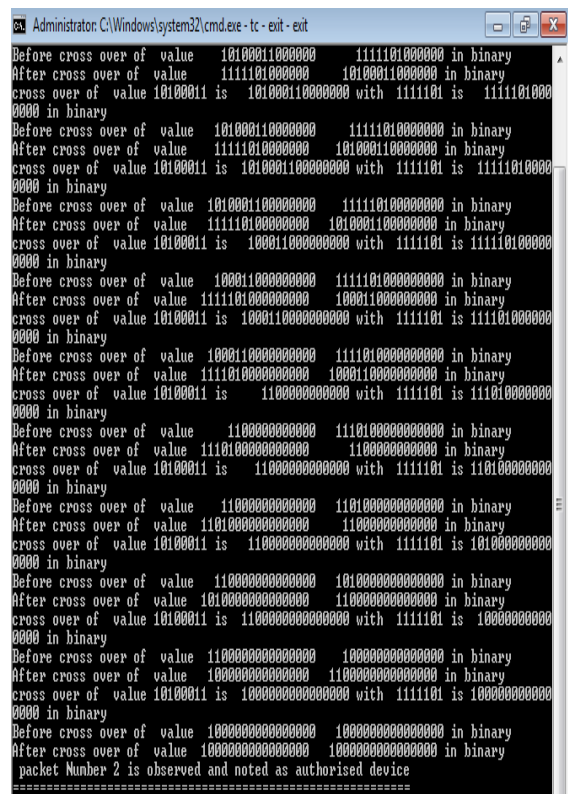 Administrator: C:\Windows\system32\cmd.exe - tc - exit - exit
Before cross over of value 10100011000000 1111101000000 in binary
After cross over of value 1111101000000 10100011000000 in binary
cross over of value 10100011 is 101000110000000 with 1111101 is 1111101000
0000 in binary
Before cross over of value 101000110000000 11111010000000 in binary
After cross over of value 11111010000000 101000110000000 in binary
cross over of value 10100011 is 1010001100000000 with 1111101 is 11111010000
0000 in binary
Before cross over of value 1010001100000000 111110100000000 in binary
After cross over of value 111110100000000 1010001100000000 in binary
cross over of value 10100011 is 100011000000000 with 1111101 is 111110100000
0000 in binary
Before cross over of value 100011000000000 1111101000000000 in binary
After cross over of value 1111101000000000 100011000000000 in binary
cross over of value 10100011 is 1000110000000000 with 1111101 is 111101000000
0000 in binary
Before cross over of value 1000110000000000 1111010000000000 in binary
After cross over of value 1111010000000000 1000110000000000 in binary
cross over of value 10100011 is 1100000000000 with 1111101 is 111010000000
0000 in binary
Before cross over of value 1100000000000 1110100000000000 in binary
After cross over of value 1110100000000000 1100000000000 in binary
cross over of value 10100011 is 11000000000000 with 1111101 is 110100000000
0000 in binary
Before cross over of value 11000000000000 1101000000000000 in binary
After cross over of value 1101000000000000 11000000000000 in binary
cross over of value 10100011 is 110000000000000 with 1111101 is 101000000000
0000 in binary
Before cross over of value 110000000000000 1010000000000000 in binary
After cross over of value 1010000000000000 110000000000000 in binary
cross over of value 10100011 is 1100000000000000 with 1111101 is 10000000000
0000 in binary
Before cross over of value 1100000000000000 100000000000000 in binary
After cross over of value 100000000000000 1100000000000000 in binary
cross over of value 10100011 is 1000000000000000 with 1111101 is 100000000000
0000 in binary
Before cross over of value 1000000000000000 1000000000000000 in binary
After cross over of value 1000000000000000 1000000000000000 in binary
packet Number 2 is observed and noted as authorised device
============================================================